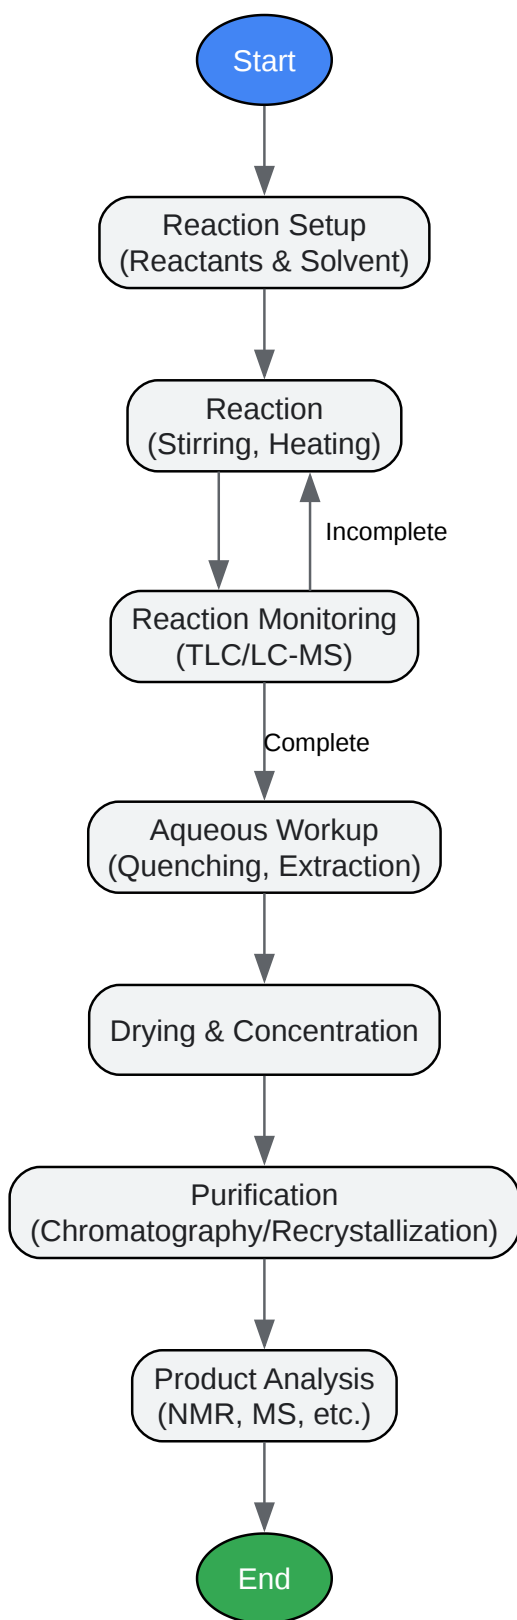 Start
Reaction Setup
(Reactants & Solvent)
Reaction
(Stirring, Heating)
Incomplete
Reaction Monitoring
(TLC/LC-MS)
Complete
Aqueous Workup
(Quenching, Extraction)
Drying & Concentration
Purification
(Chromatography/Recrystallization)
Product Analysis
(NMR, MS, etc.)
End